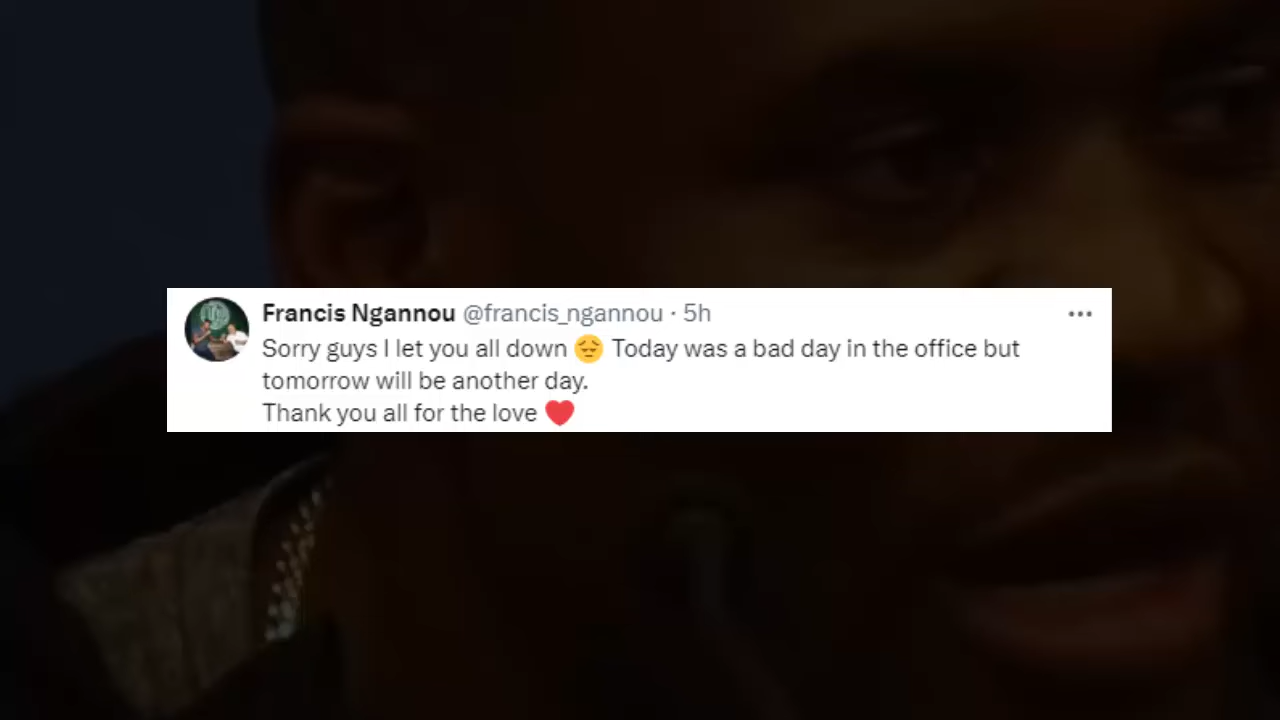 Francis Ngannou @francis_ngannou · 5h
Sorry guys I let you all down 😔 Today was a bad day in the office but
tomorrow will be another day.
Thank you all for the love ❤️